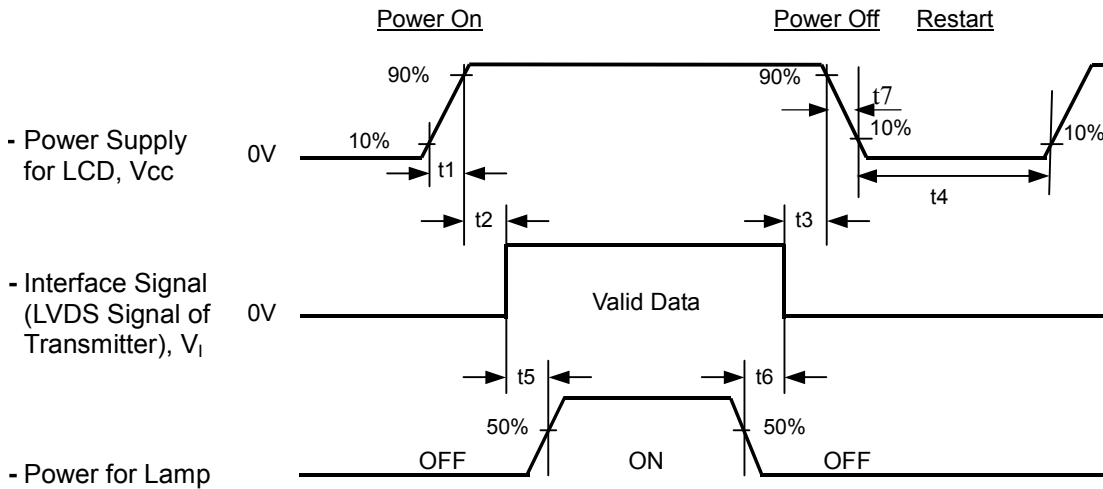 Power On
Power Off
Restart
90%
90%
t7
- Power Supply
for LCD, Vcc
0V
10%
10%
10%
t1
t4
t2
t3
- Interface Signal
(LVDS Signal of
Transmitter), VI
0V
Valid Data
t5
t6
50%
50%
- Power for Lamp
OFF
ON
OFF